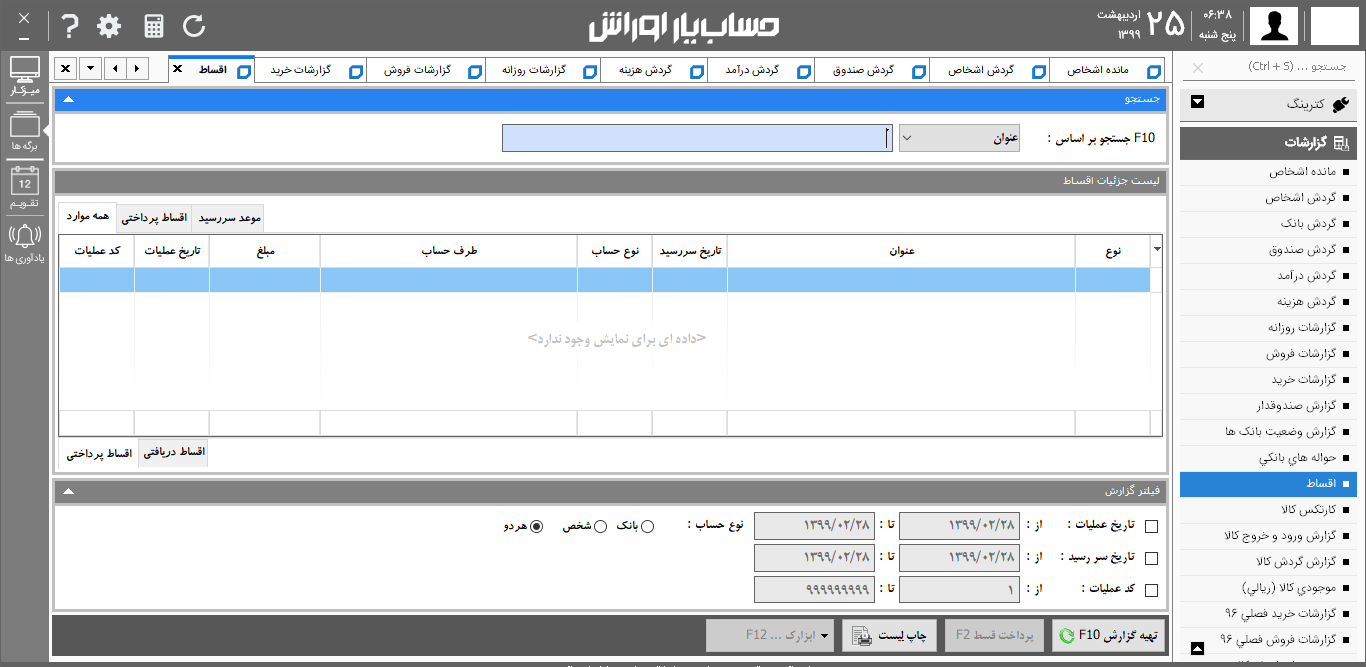 حساب‌یار اورانش
۰۶:۳۸
پنج شنبه
۲۵
اردیبهشت
۱۳۹۹
جستجو ... (Ctrl + S)
کترینگ
گزارشات
مانده اشخاص
گردش اشخاص
گردش بانک
گردش صندوق
گردش درآمد
گردش هزینه
گزارشات روزانه
گزارشات فروش
گزارشات خرید
گزارش صندوقدار
گزارش وضعیت بانک ها
حواله هاي بانکي
اقساط
کارتکس کالا
گزارش ورود و خروج کالا
گزارش گردش کالا
موجودي کالا (ریالي)
گزارشات خرید فصلي ۹۶
گزارشات فروش فصلي ۹۶
مانده اشخاص
گردش اشخاص
گردش صندوق
گردش درآمد
گردش هزینه
گزارشات روزانه
گزارشات فروش
گزارشات خرید
اقساط
جستجو
F10 جستجو بر اساس :
عنوان
لیست جزئیات اقساط
همه موارد
اقساط پرداختی
موعد سررسید
نوع
عنوان
تاریخ سررسید
نوع حساب
طرف حساب
مبلغ
تاریخ عملیات
کد عملیات
<داده ای برای نمایش وجود ندارد>
اقساط دریافتی
اقساط پرداختی
فیلتر گزارش
تاریخ عملیات : از : ۱۳۹۹/۰۲/۲۸ تا : ۱۳۹۹/۰۲/۲۸
نوع حساب : بانک شخص هردو
تاریخ سر رسید : از : ۱۳۹۹/۰۲/۲۸ تا : ۱۳۹۹/۰۲/۲۸
کد عملیات : از : ۱ تا : ۹۹۹۹۹۹۹۹۹
تهیه گزارش F10
پرداخت قسط F2
چاپ لیست
ابزارک ... F12
میزکار
برگه ها
12
تقویم
یادآوری ها